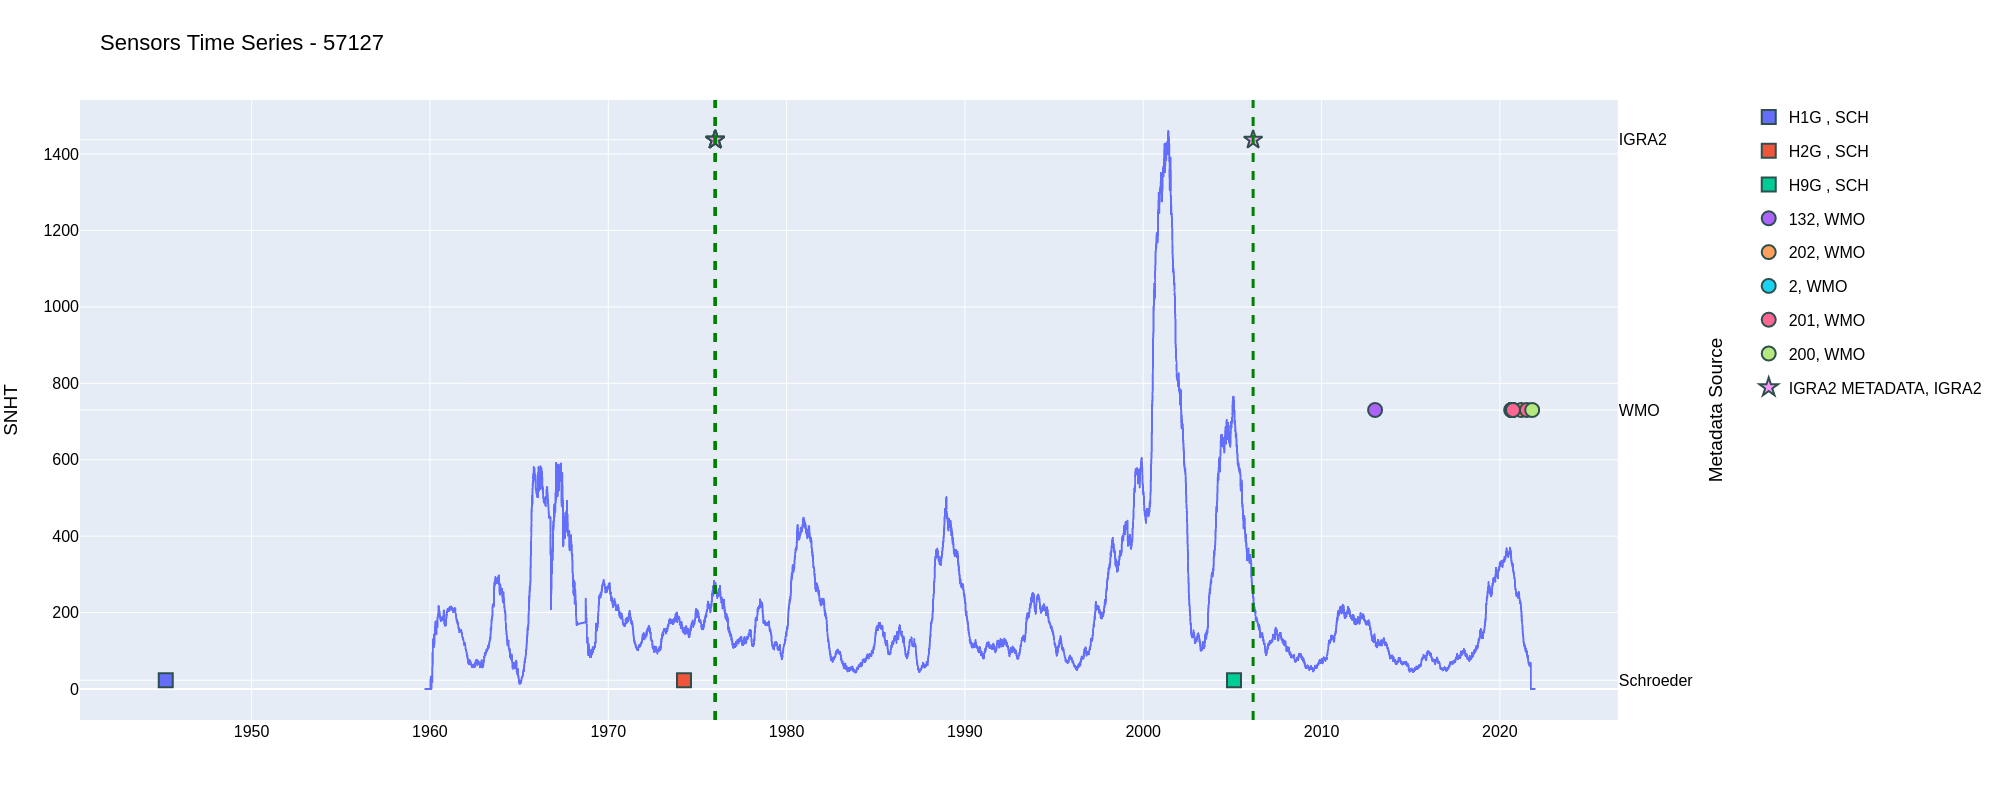 Sensors Time Series - 57127
SNHT
1400
1200
1000
800
600
400
200
0
1950
1960
1970
1980
1990
2000
2010
2020
IGRA2
WMO
Schroeder
Metadata Source
H1G , SCH
H2G , SCH
H9G , SCH
132, WMO
202, WMO
2, WMO
201, WMO
200, WMO
IGRA2 METADATA, IGRA2